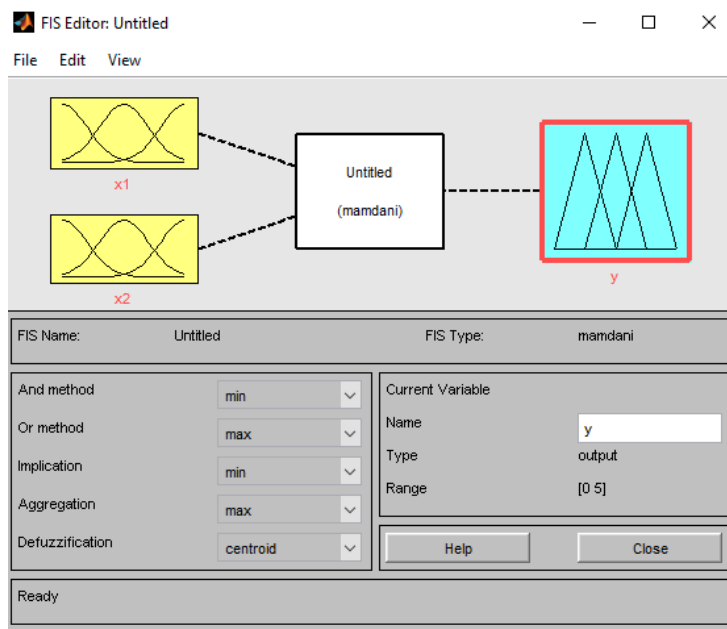 FIS Editor: Untitled
File Edit View
x1
x2
Untitled
(mamdani)
y
FIS Name: Untitled FIS Type: mamdani
And method min
Or method max
Implication min
Aggregation max
Defuzzification centroid
Current Variable
Name y
Type output
Range [0 5]
Help Close
Ready